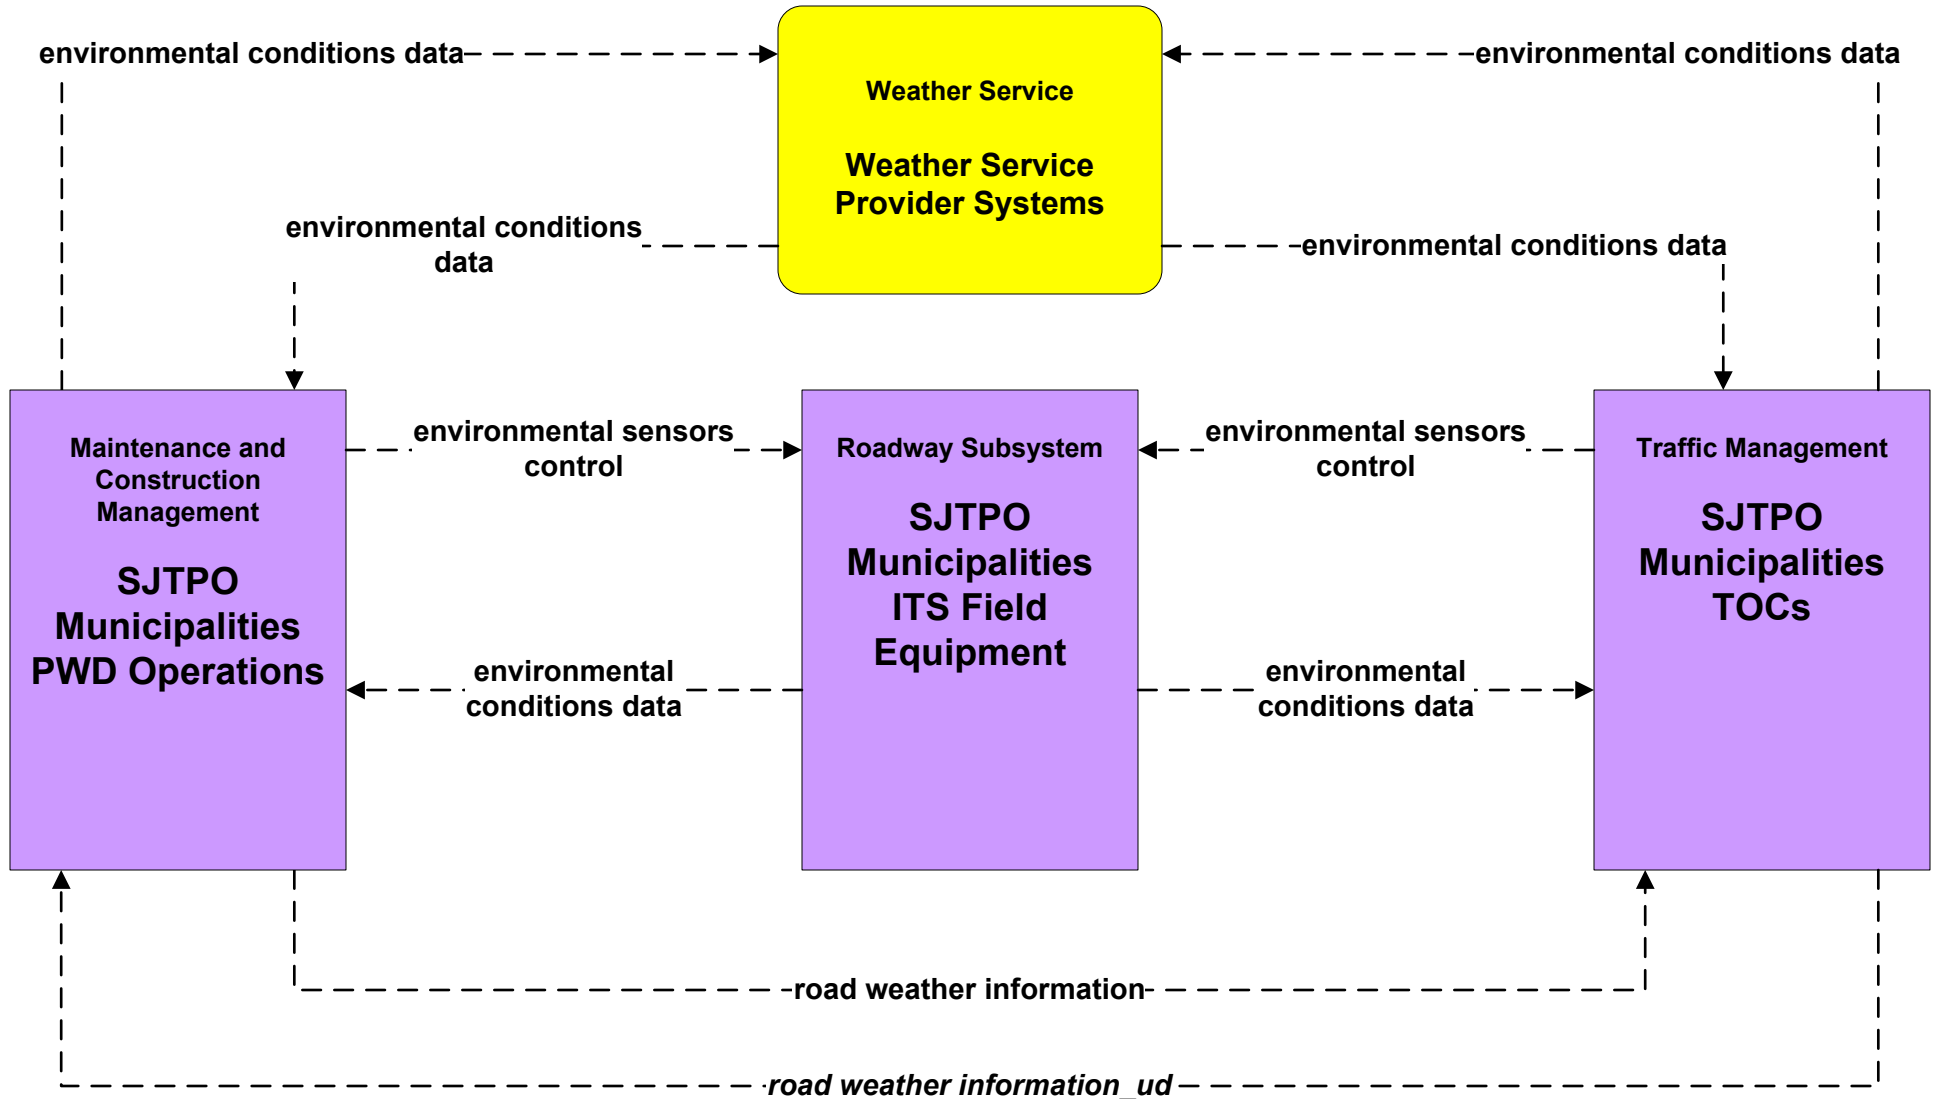 environmental conditions data
environmental conditions data
Weather Service
Weather Service
Provider Systems
environmental conditions
data
environmental conditions data
Maintenance and
Construction
Management
SJTPO
Municipalities
PWD Operations
environmental sensors
control
Roadway Subsystem
SJTPO
Municipalities
ITS Field
Equipment
environmental sensors
control
Traffic Management
SJTPO
Municipalities
TOCs
environmental
conditions data
environmental
conditions data
road weather information
road weather information_ud